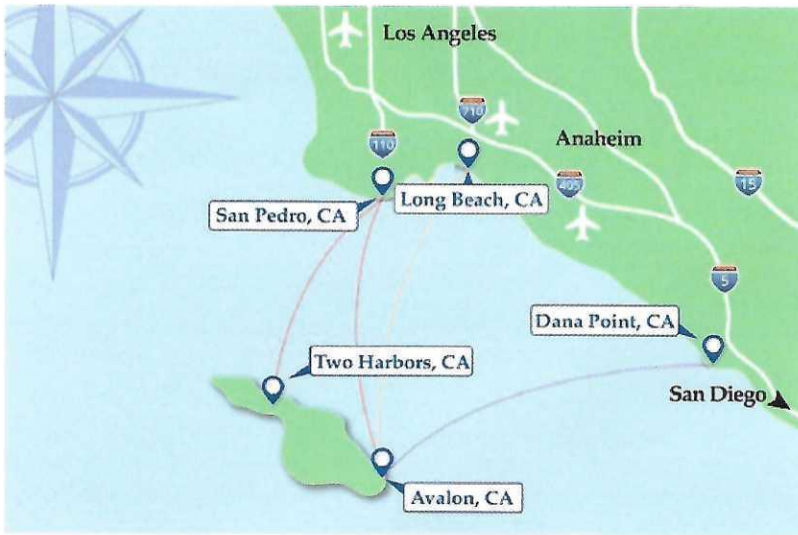 Los Angeles
710
Anaheim
110
Long Beach, CA
405
15
San Pedro, CA
5
Dana Point, CA
Two Harbors, CA
San Diego
Avalon, CA